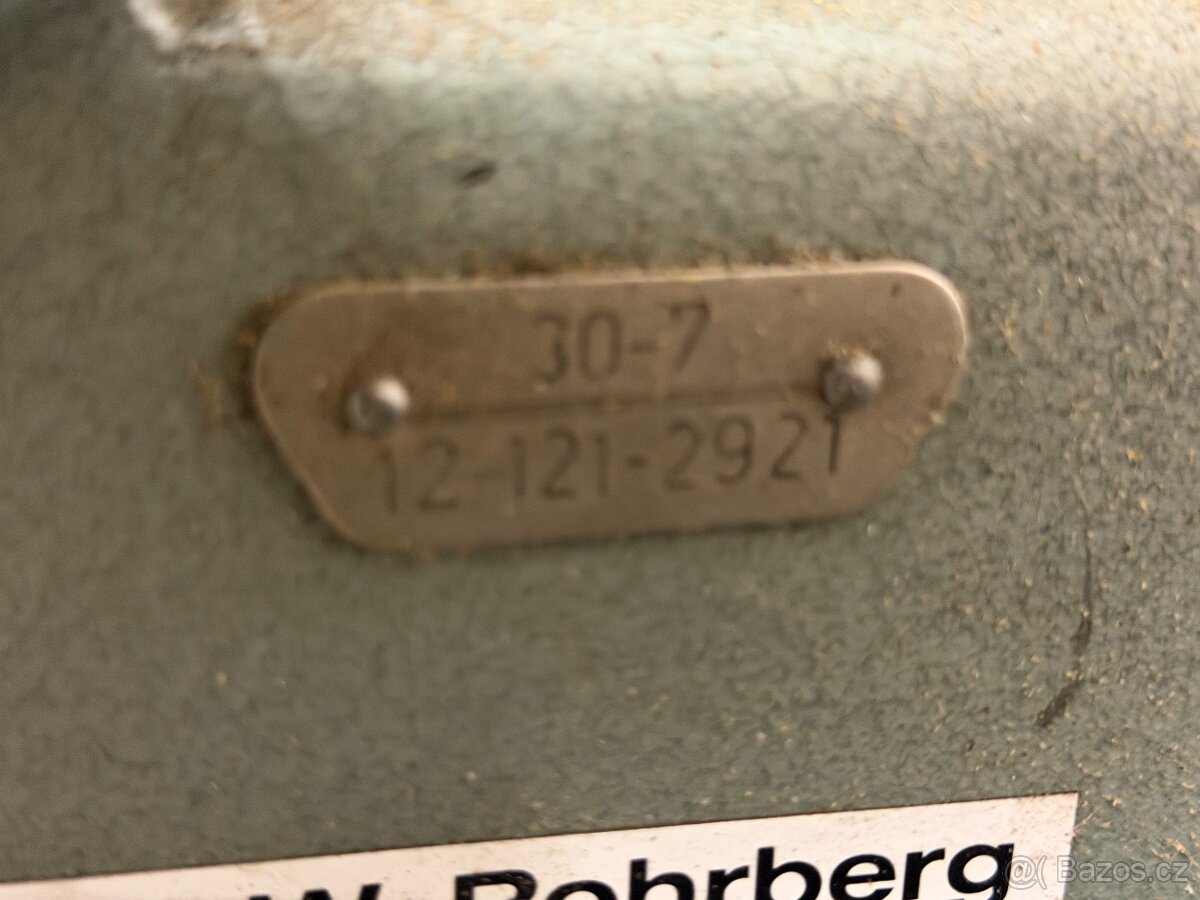 30-7
12-121-2921
W. Rohrberg
@( Bazos.cz